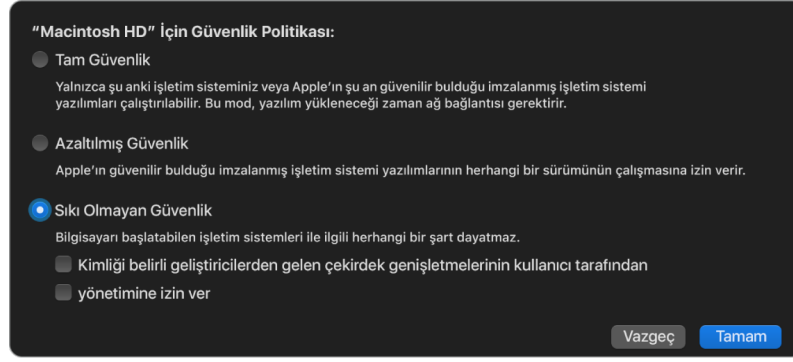 “Macintosh HD” İçin Güvenlik Politikası:
Tam Güvenlik
Yalnızca şu anki işletim sisteminiz veya Apple’ın şu an güvenilir bulduğu imzalanmış işletim sistemi
yazılımları çalıştırılabilir. Bu mod, yazılım yükleneceği zaman ağ bağlantısı gerektirir.
Azaltılmış Güvenlik
Apple’ın güvenilir bulduğu imzalanmış işletim sistemi yazılımlarının herhangi bir sürümünün çalışmasına izin verir.
Sıkı Olmayan Güvenlik
Bilgisayarı başlatabilen işletim sistemleri ile ilgili herhangi bir şart dayatmaz.
Kimliği belirli geliştiricilerden gelen çekirdek genişletmelerinin kullanıcı tarafından
yönetimine izin ver
Vazgeç Tamam